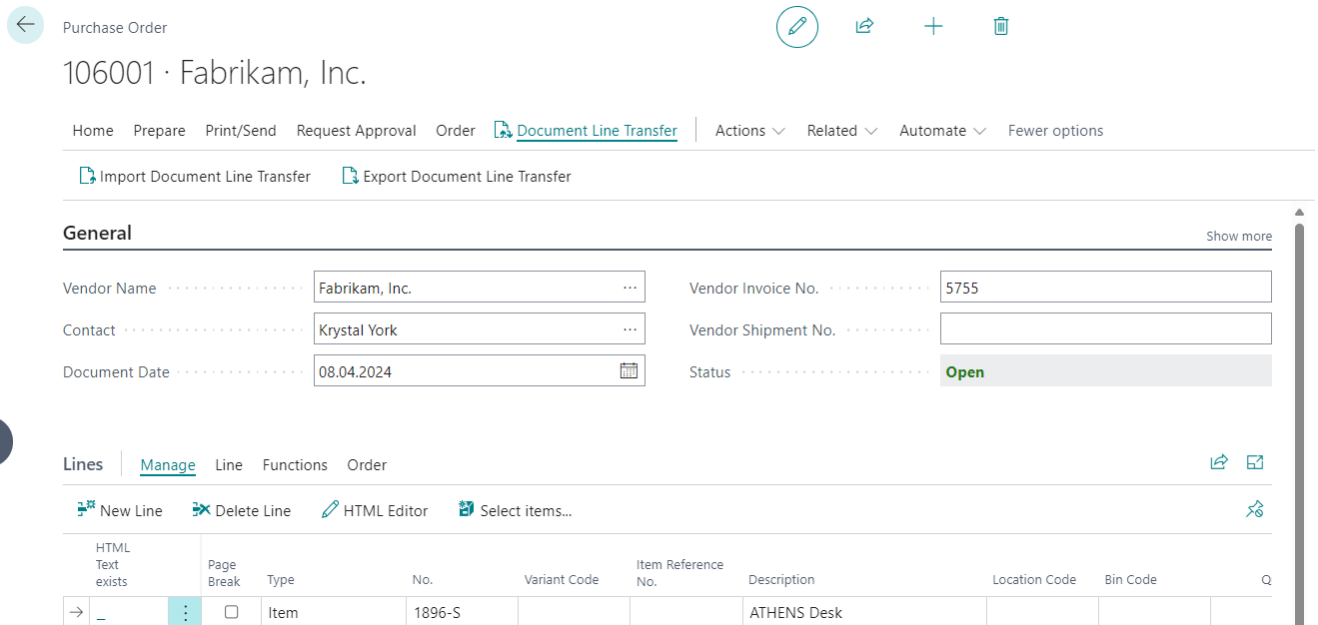 Purchase Order
106001 · Fabrikam, Inc.
Home Prepare Print/Send Request Approval Order Document Line Transfer Actions Related Automate Fewer options
Import Document Line Transfer Export Document Line Transfer
General Show more
Vendor Name Fabrikam, Inc. Vendor Invoice No. 5755
Contact Krystal York Vendor Shipment No.
Document Date 08.04.2024 Status Open
Lines Manage Line Functions Order
New Line Delete Line HTML Editor Select items...
HTML Text exists Page Break Type No. Variant Code Item Reference No. Description Location Code Bin Code Q
_ Item 1896-S ATHENS Desk